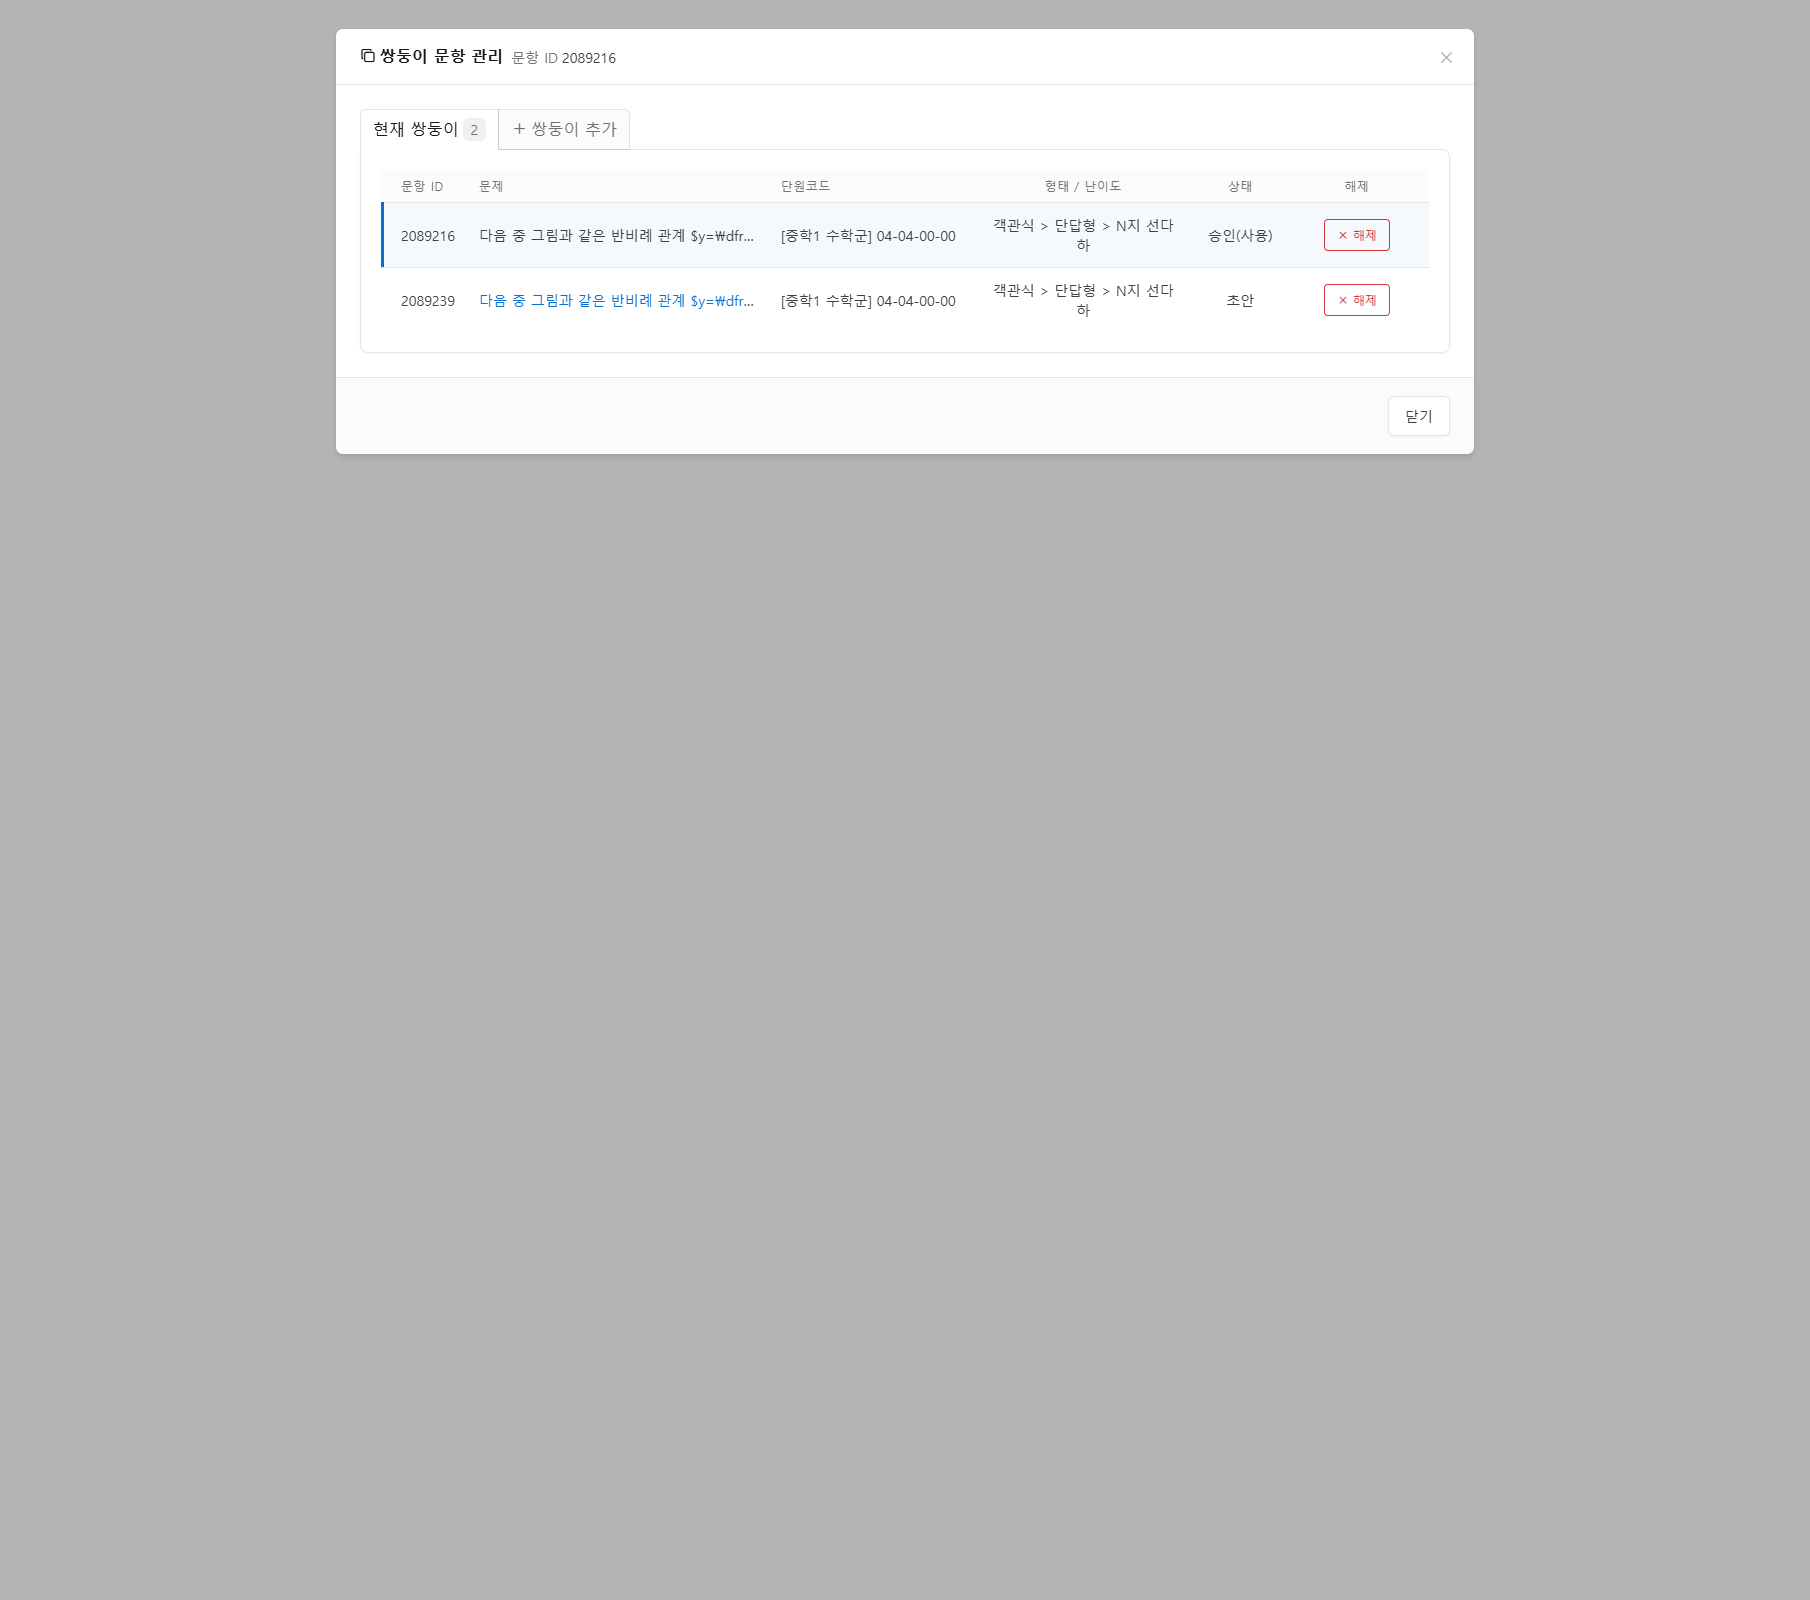 쌍둥이 문항 관리 문항 ID 2089216
현재 쌍둥이 2
+ 쌍둥이 추가
문항 ID 문제 단원코드 형태 / 난이도 상태 해제
2089216 다음 중 그림과 같은 반비례 관계 $y=₩dfr... [중학1 수학군] 04-04-00-00 객관식 > 단답형 > N지 선다 승인(사용) × 해제
하
2089239 다음 중 그림과 같은 반비례 관계 $y=₩dfr... [중학1 수학군] 04-04-00-00 객관식 > 단답형 > N지 선다 초안 × 해제
하
닫기